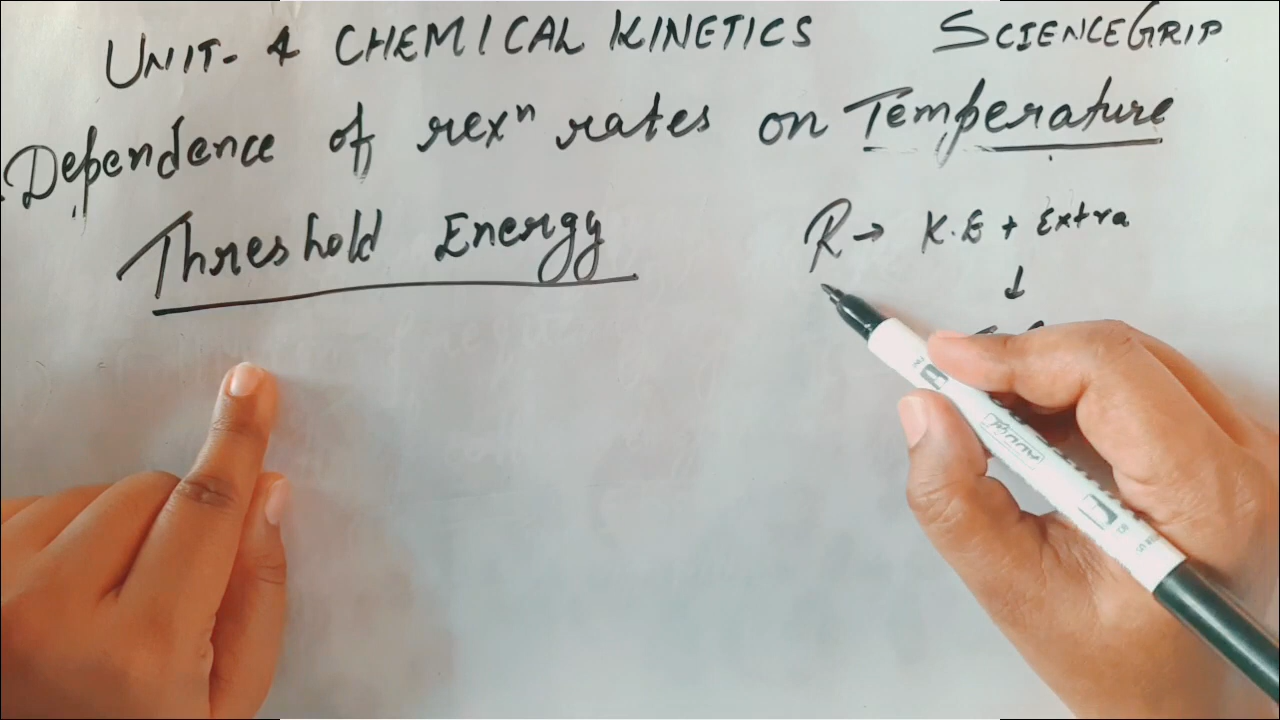 UNIT- 4 CHEMICAL KINETICS SCIENCEGRIP
Dependence of rexⁿ rates on Temperature
Threshold Energy
R → K.E + Extra
↓